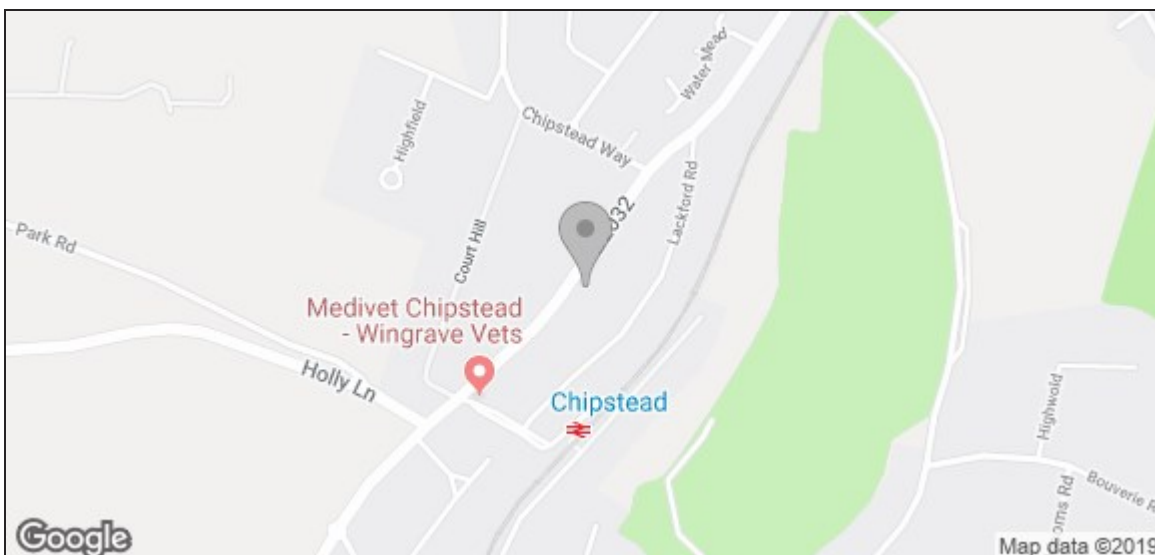 Water Mead
Highfield
Chipstead Way
Lackford Rd
Park Rd
Court Hill
Medivet Chipstead
- Wingrave Vets
Holly Ln
Chipstead
Highwold
Bouverie R
Google
Map data ©2019